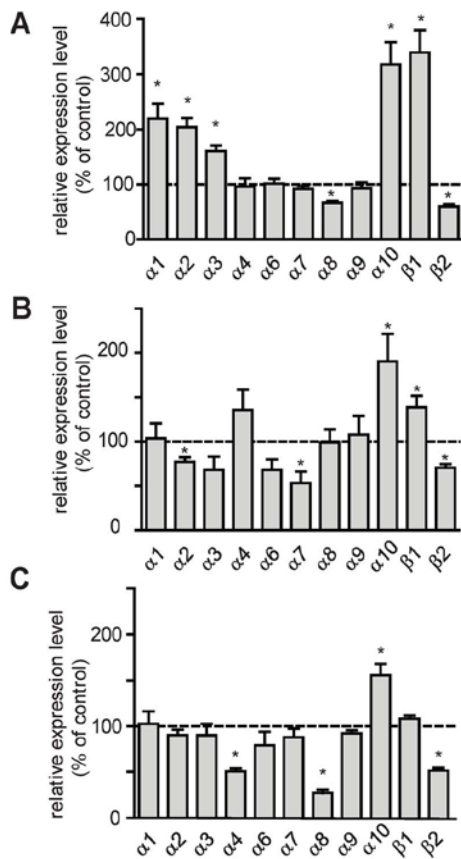 A
relative expression level
(% of control)
400
300
200
100
0
* * * * * * *
α1 α2 α3 α4 α6 α7 α8 α9 α10 β1 β2
B
relative expression level
(% of control)
200
100
0
* * * * *
α1 α2 α3 α4 α6 α7 α8 α9 α10 β1 β2
C
relative expression level
(% of control)
200
100
0
* * * *
α1 α2 α3 α4 α6 α7 α8 α9 α10 β1 β2